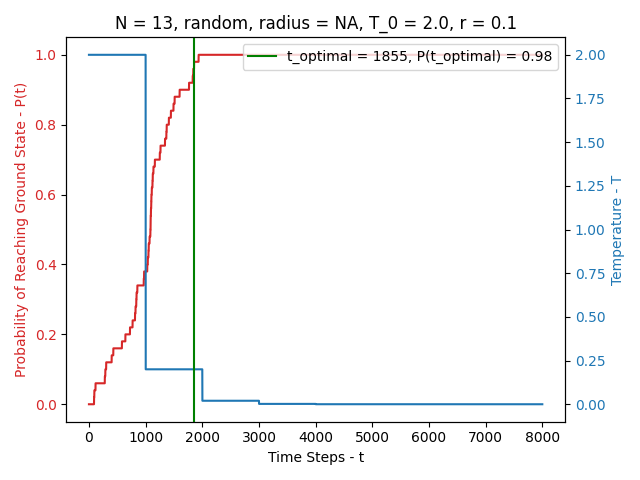 N = 13, random, radius = NA, T_0 = 2.0, r = 0.1
t_optimal = 1855, P(t_optimal) = 0.98
Probability of Reaching Ground State - P(t)
1.0
0.8
0.6
0.4
0.2
0.0
2.00
1.75
1.50
1.25
1.00
0.75
0.50
0.25
0.00
Temperature - T
0 1000 2000 3000 4000 5000 6000 7000 8000
Time Steps - t